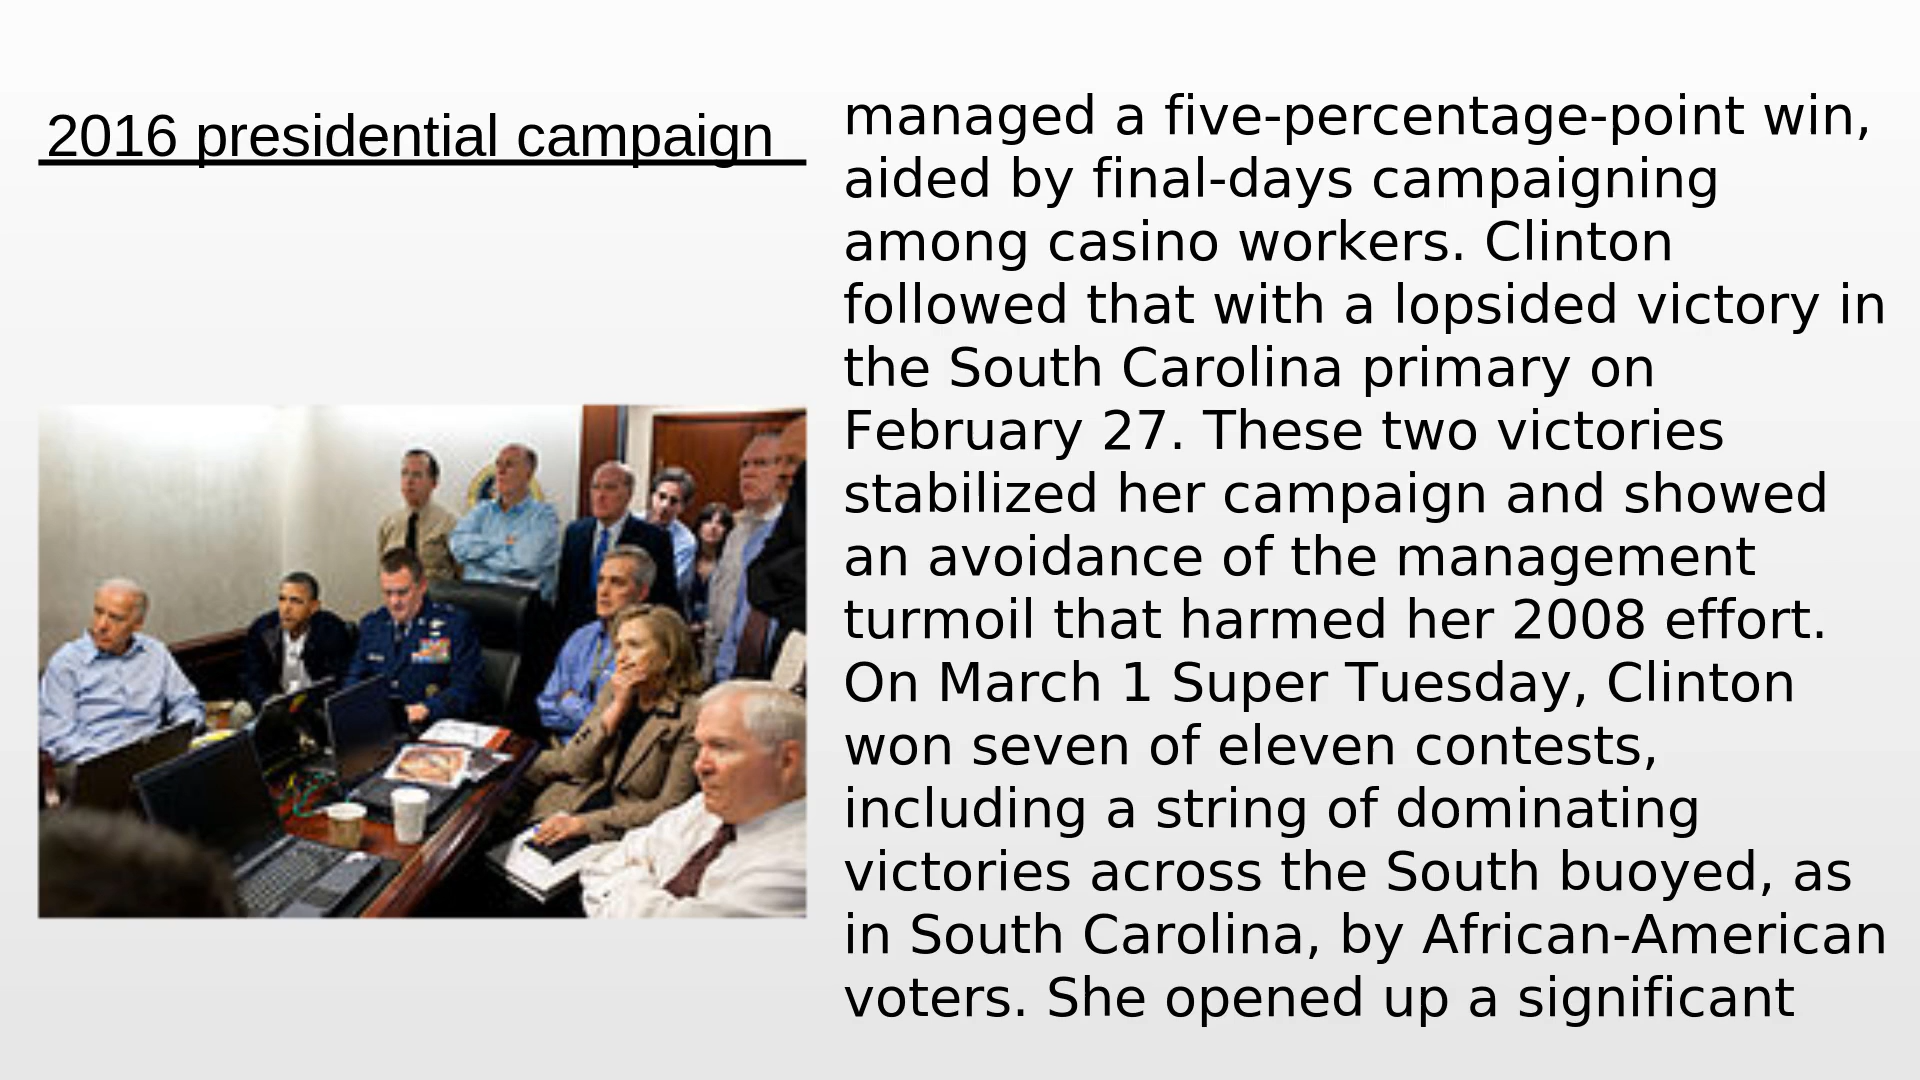 2016 presidential campaign
managed a five-percentage-point win,
aided by final-days campaigning
among casino workers. Clinton
followed that with a lopsided victory in
the South Carolina primary on
February 27. These two victories
stabilized her campaign and showed
an avoidance of the management
turmoil that harmed her 2008 effort.
On March 1 Super Tuesday, Clinton
won seven of eleven contests,
including a string of dominating
victories across the South buoyed, as
in South Carolina, by African-American
voters. She opened up a significant